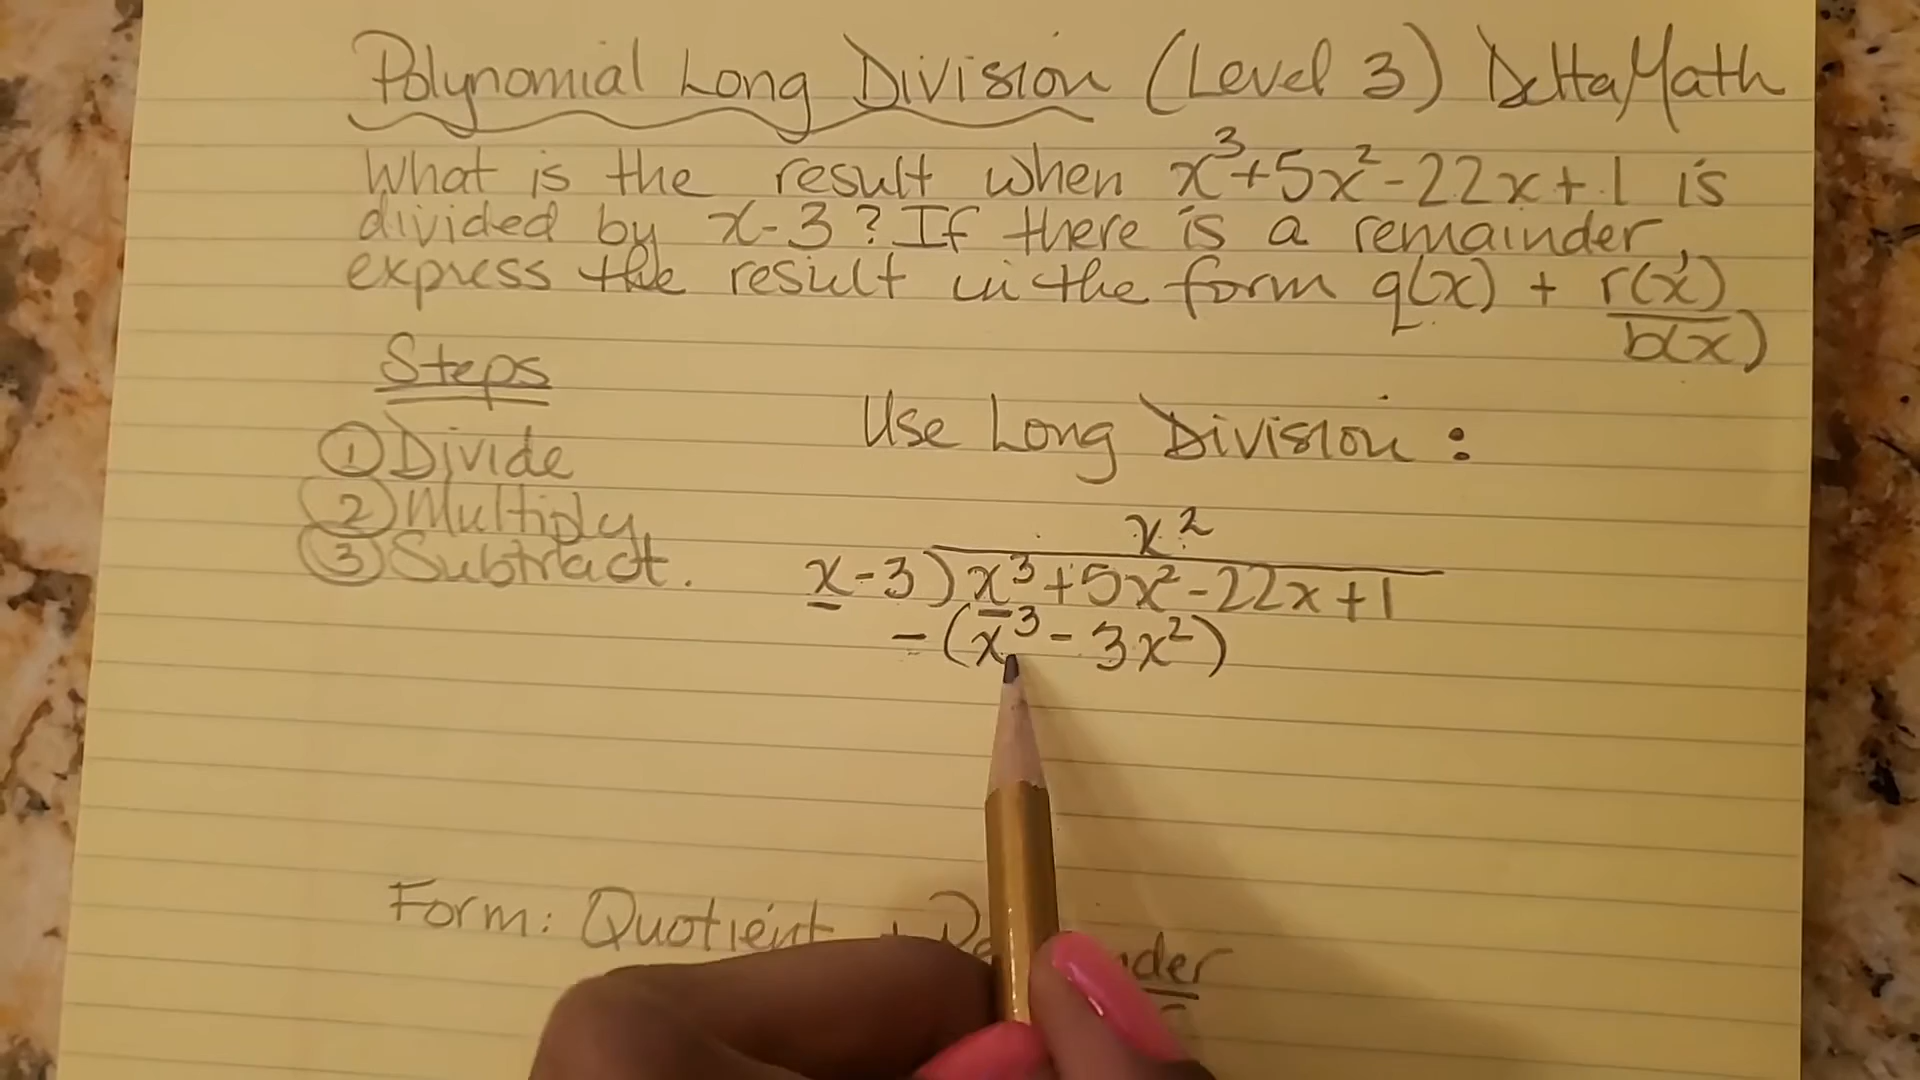 Polynomial Long Division (Level 3) DeltaMath
What is the result when x³+5x²-22x+1 is
divided by x-3? If there is a remainder,
express the result in the form q(x) + r(x)
b(x)
Steps
① Divide
② Multiply
③ Subtract.
Use Long Division:
x²
x-3)x³+5x²-22x+1
-(x³-3x²)
Form: Quotient +